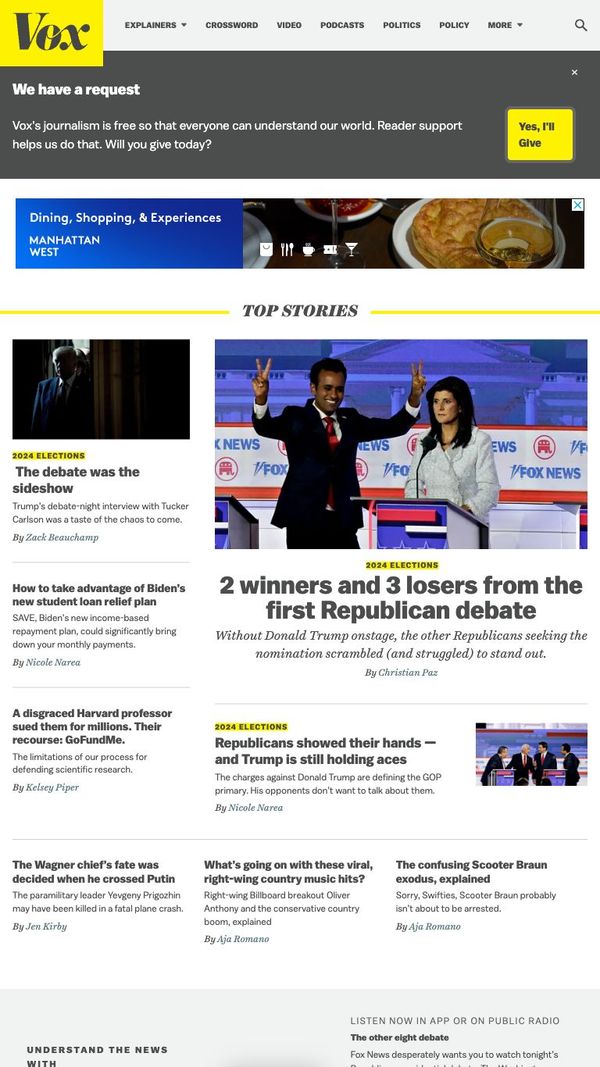 Vox
EXPLAINERS
CROSSWORD
VIDEO
PODCASTS
POLITICS
POLICY
MORE
We have a request
×
Vox's journalism is free so that everyone can understand our world. Reader support
helps us do that. Will you give today?
Yes, I'll
Give
Dining, Shopping, & Experiences
MANHATTAN
WEST
TOP STORIES
2024 ELECTIONS
The debate was the
sideshow
Trump's debate-night interview with Tucker
Carlson was a taste of the chaos to come.
By Zack Beauchamp
How to take advantage of Biden's
new student loan relief plan
SAVE, Biden's new income-based
repayment plan, could significantly bring
down your monthly payments.
By Nicole Narea
A disgraced Harvard professor
sued them for millions. Their
recourse: GoFundMe.
The limitations of our process for
defending scientific research.
By Kelsey Piper
NEWS
FOX NEWS
FOX NEWS
2024 ELECTIONS
2 winners and 3 losers from the
first Republican debate
Without Donald Trump onstage, the other Republicans seeking the
nomination scrambled (and struggled) to stand out.
By Christian Paz
2024 ELECTIONS
Republicans showed their hands —
and Trump is still holding aces
The charges against Donald Trump are defining the GOP
primary. His opponents don't want to talk about them.
By Nicole Narea
The Wagner chief's fate was
decided when he crossed Putin
The paramilitary leader Yevgeny Prigozhin
may have been killed in a fatal plane crash.
By Jen Kirby
What's going on with these viral,
right-wing country music hits?
Right-wing Billboard breakout Oliver
Anthony and the conservative country
boom, explained
By Aja Romano
The confusing Scooter Braun
exodus, explained
Sorry, Swifties, Scooter Braun probably
isn't about to be arrested.
By Aja Romano
UNDERSTAND THE NEWS
WITH
LISTEN NOW IN APP OR ON PUBLIC RADIO
The other eight debate
Fox News desperately wants you to watch tonight's